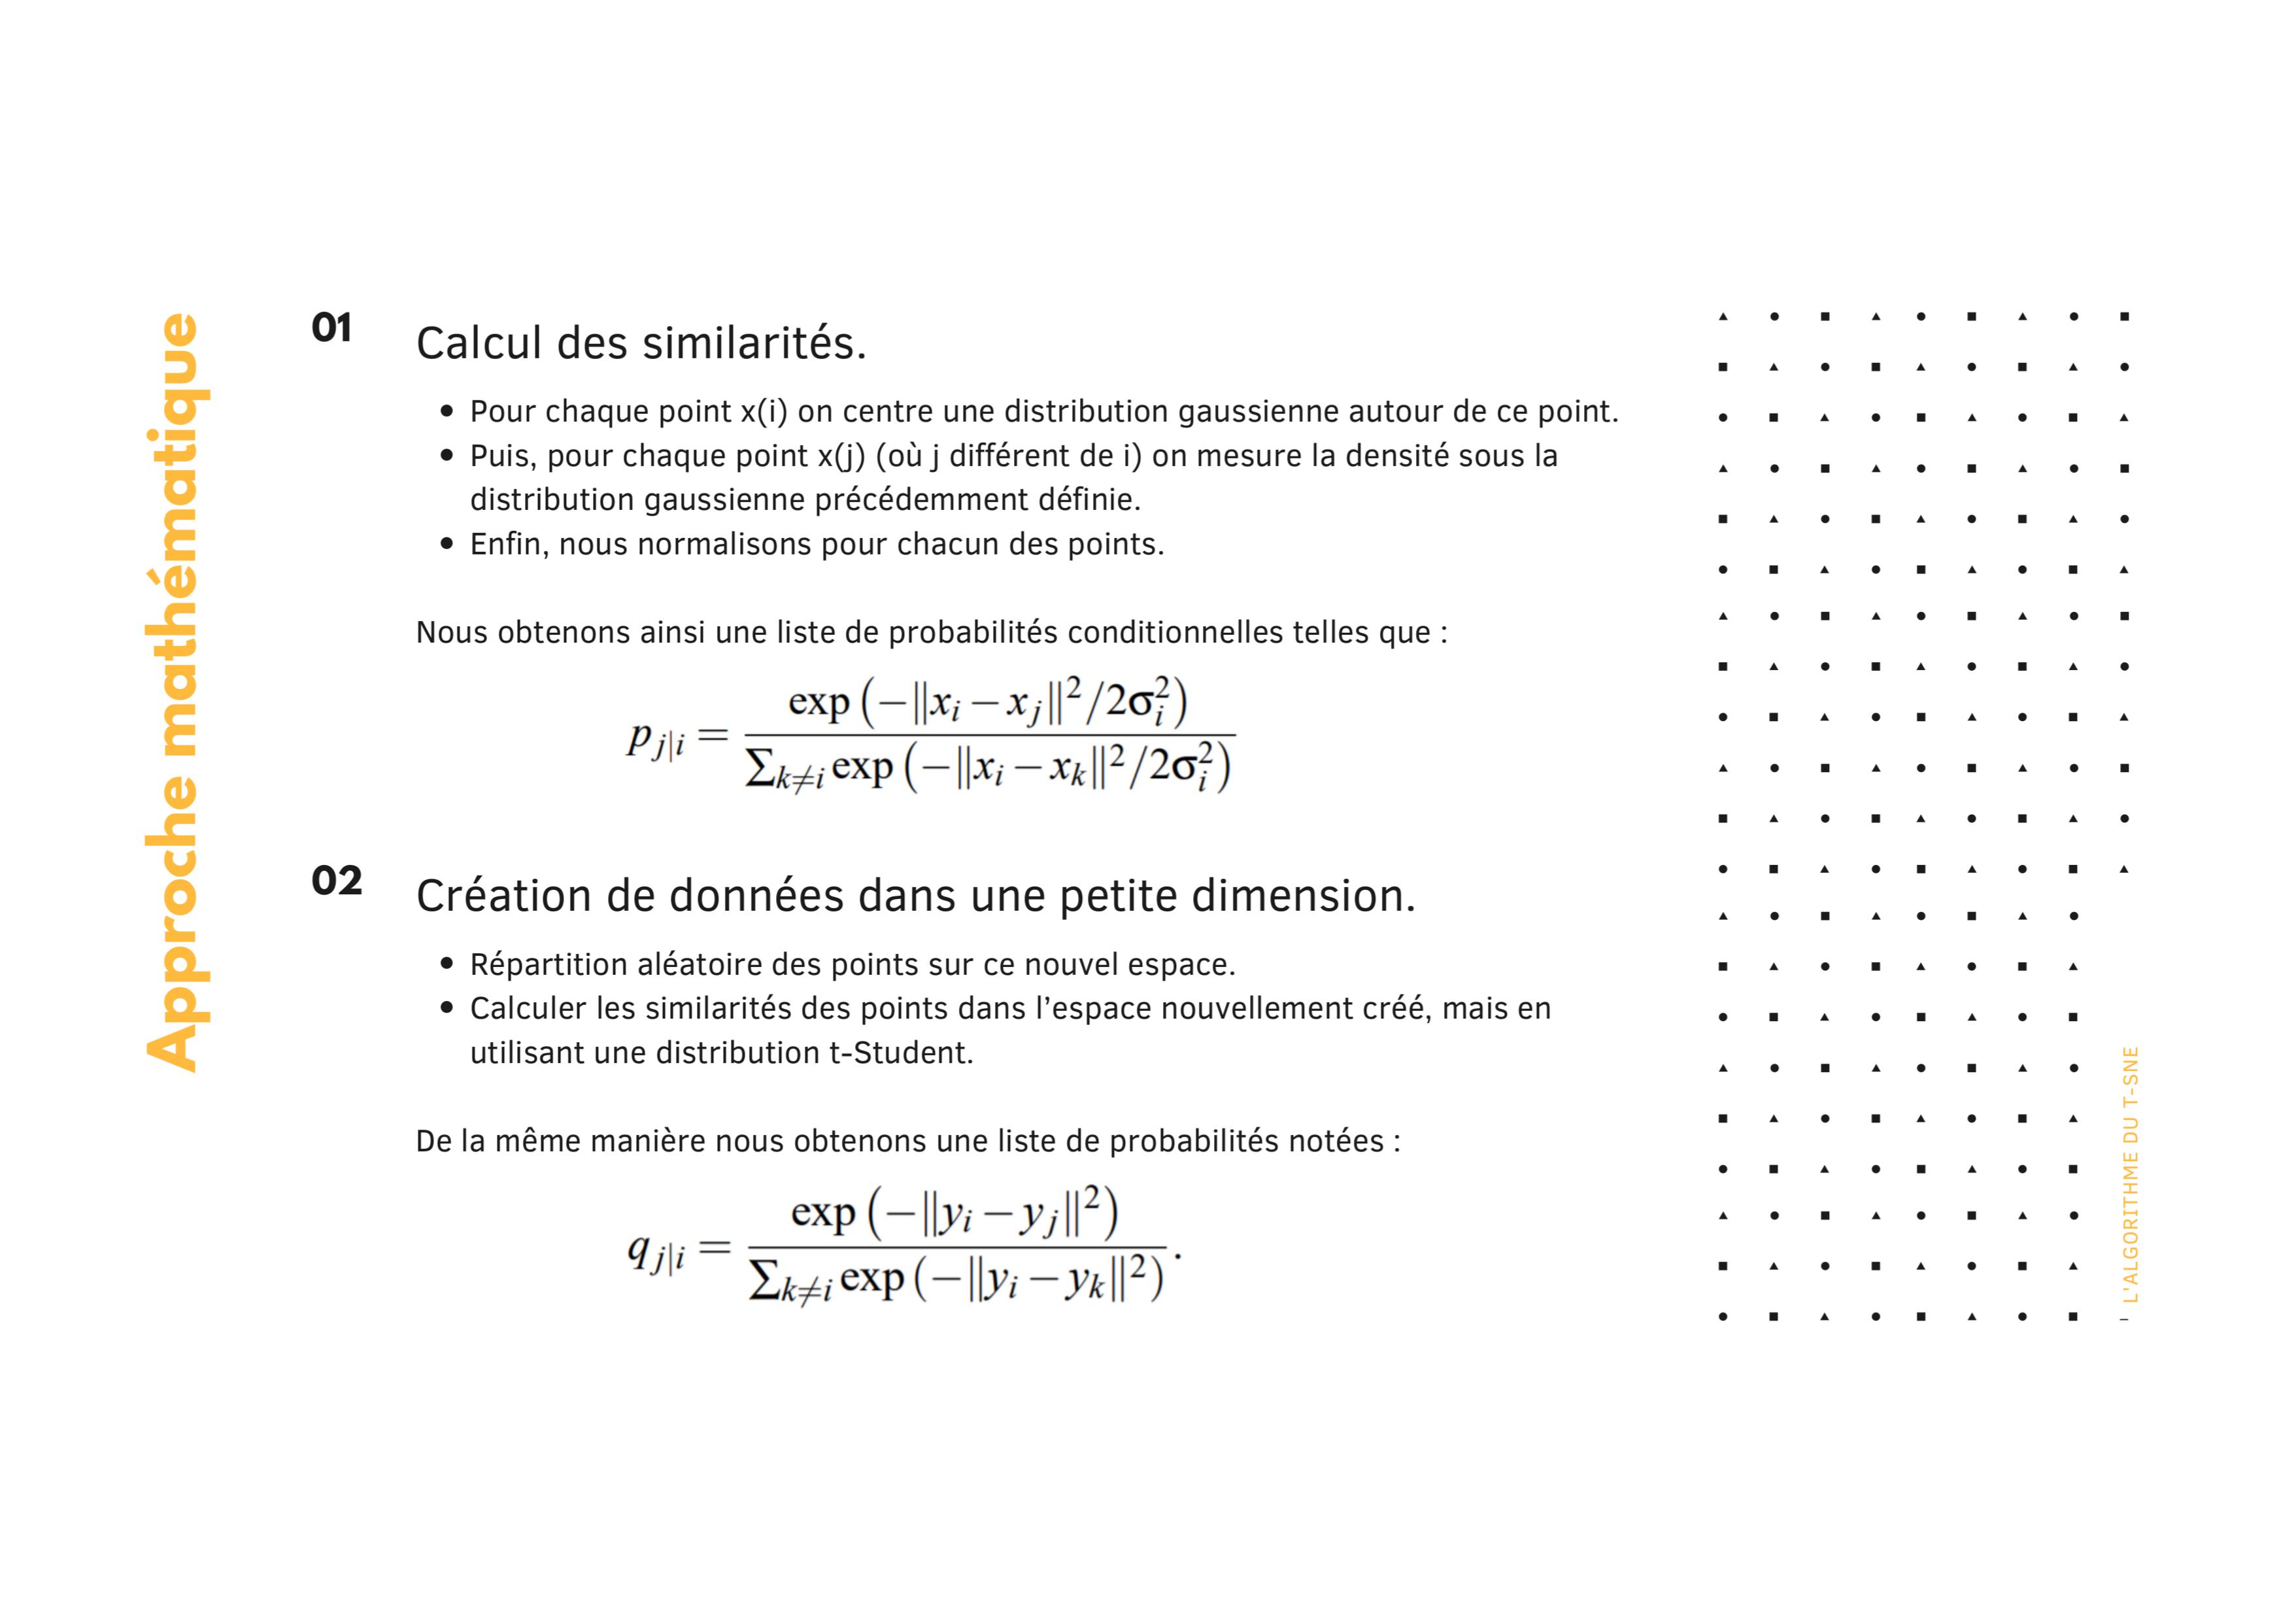 Approche mathématique
01
Calcul des similarités.
• Pour chaque point x(i) on centre une distribution gaussienne autour de ce point.
• Puis, pour chaque point x(j) (où j différent de i) on mesure la densité sous la
distribution gaussienne précédemment définie.
• Enfin, nous normalisons pour chacun des points.
Nous obtenons ainsi une liste de probabilités conditionnelles telles que :
p_{j|i} = \frac{\exp\left(-\|x_i - x_j\|^2/2σ_i^2\right)}{\sum_{k \neq i} \exp\left(-\|x_i - x_k\|^2/2σ_i^2\right)}
02
Création de données dans une petite dimension.
• Répartition aléatoire des points sur ce nouvel espace.
• Calculer les similarités des points dans l'espace nouvellement créé, mais en
utilisant une distribution t-Student.
De la même manière nous obtenons une liste de probabilités notées :
q_{j|i} = \frac{\exp\left(-\|y_i - y_j\|^2\right)}{\sum_{k \neq i} \exp\left(-\|y_i - y_k\|^2\right)}.
| L'ALGORITHME DU T-SNE